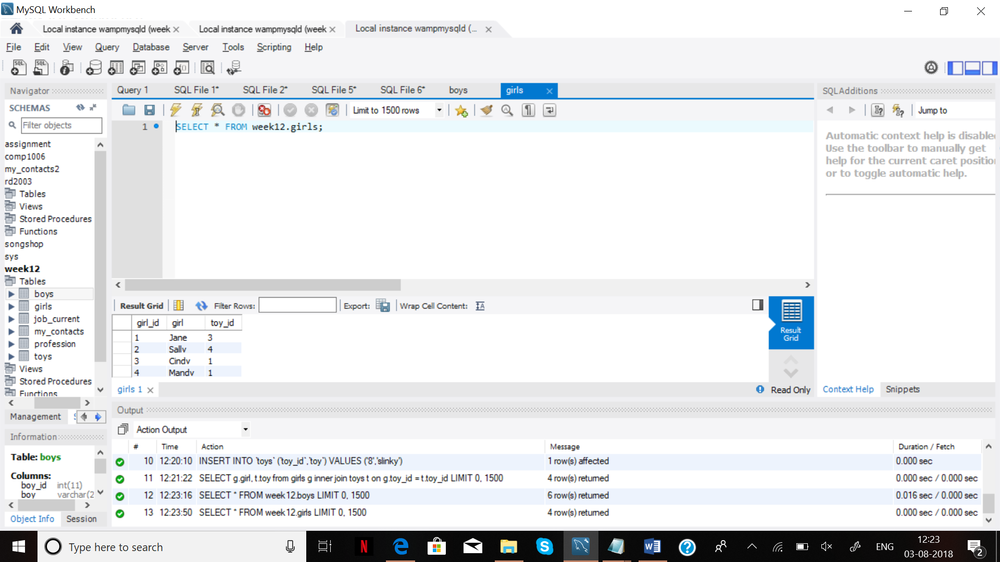 MySQL Workbench
Local instance wampmysqld (week
Local instance wampmysqld (week
Local instance wampmysqld (...
File Edit View Query Database Server Tools Scripting Help
Navigator
SCHEMAS
Filter objects
assignment
comp1006
my_contacts2
rd2003
Tables
Views
Stored Procedures
Functions
songshop
sys
week12
Tables
boys
girls
job_current
my_contacts
profession
toys
Views
Stored Procedures
Functions
Management
Information
Table: boys
Columns:
boy_id int(11)
boy varchar(2
Object Info Session
Query 1 SQL File 1* SQL File 2* SQL File 5* SQL File 6* boys girls
Limit to 1500 rows
1 SELECT * FROM week12.girls;
Result Grid Filter Rows: Export: Wrap Cell Content:
girl_id girl toy_id
1 Jane 3
2 Sally 4
3 Cindy 1
4 Mandy 1
Result
Grid
girls 1
Read Only
SQLAdditions
Jump to
Automatic context help is disabled
Use the toolbar to manually get
help for the current caret position
or to toggle automatic help.
Context Help Snippets
Output
Action Output
# Time Action Message Duration / Fetch
10 12:20:10 INSERT INTO `toys` (`toy_id`,`toy`) VALUES ('8','slinky') 1 row(s) affected 0.000 sec
11 12:21:22 SELECT g.girl, t.toy from girls g inner join toys t on g.toy_id = t.toy_id LIMIT 0, 1500 4 row(s) returned 0.000 sec / 0.000 sec
12 12:23:16 SELECT * FROM week12.boys LIMIT 0, 1500 6 row(s) returned 0.016 sec / 0.000 sec
13 12:23:50 SELECT * FROM week12.girls LIMIT 0, 1500 4 row(s) returned 0.000 sec / 0.000 sec
Type here to search
ENG
12:23
03-08-2018
2